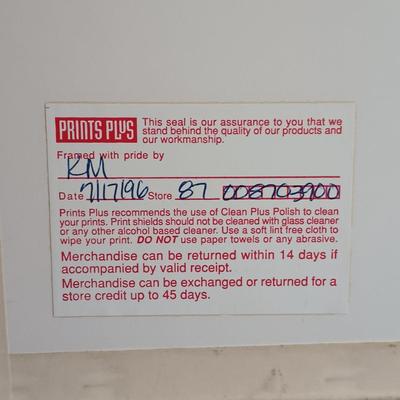 PRINTS PLUS This seal is our assurance to you that we
stand behind the quality of our products and
our workmanship.
Framed with pride by
KM
Date 7/17/96 Store 87 008703900
Prints Plus recommends the use of Clean Plus Polish to clean
your prints. Print shields should not be cleaned with glass cleaner
or any other alcohol based cleaner. Use a soft lint free cloth to
wipe your print. DO NOT use paper towels or any abrasive.
Merchandise can be returned within 14 days if
accompanied by valid receipt.
Merchandise can be exchanged or returned for a
store credit up to 45 days.